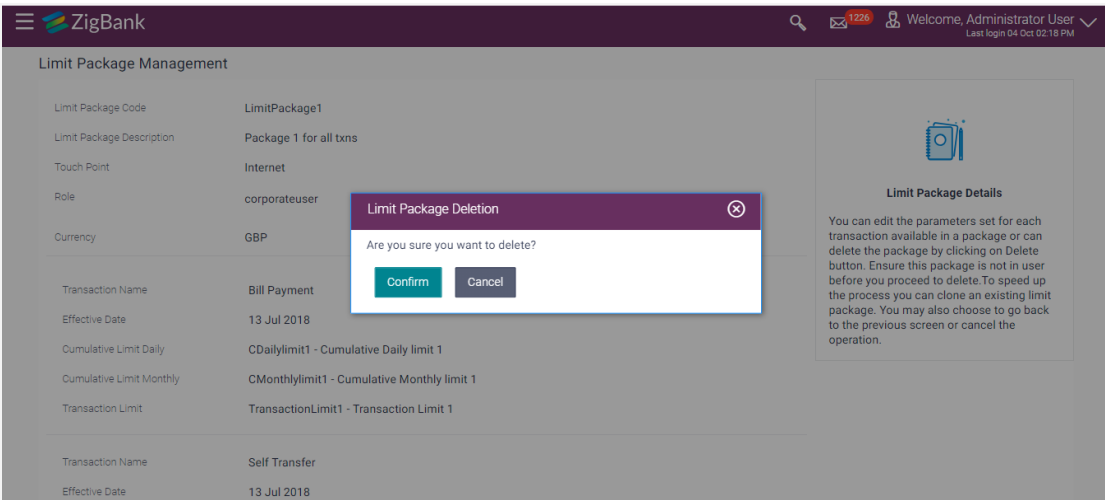 ZigBank
1226
Welcome, Administrator User
Last login 04 Oct 02:18 PM
Limit Package Management
Limit Package Code LimitPackage1
Limit Package Description Package 1 for all txns
Touch Point Internet
Role corporateuser
Currency GBP
Limit Package Deletion
Are you sure you want to delete?
Confirm Cancel
Transaction Name Bill Payment
Effective Date 13 Jul 2018
Cumulative Limit Daily CDailylimit1 - Cumulative Daily limit 1
Cumulative Limit Monthly CMonthlylimit1 - Cumulative Monthly limit 1
Transaction Limit TransactionLimit1 - Transaction Limit 1
Transaction Name Self Transfer
Effective Date 13 Jul 2018
Limit Package Details
You can edit the parameters set for each
transaction available in a package or can
delete the package by clicking on Delete
button. Ensure this package is not in user
before you proceed to delete.To speed up
the process you can clone an existing limit
package. You may also choose to go back
to the previous screen or cancel the
operation.